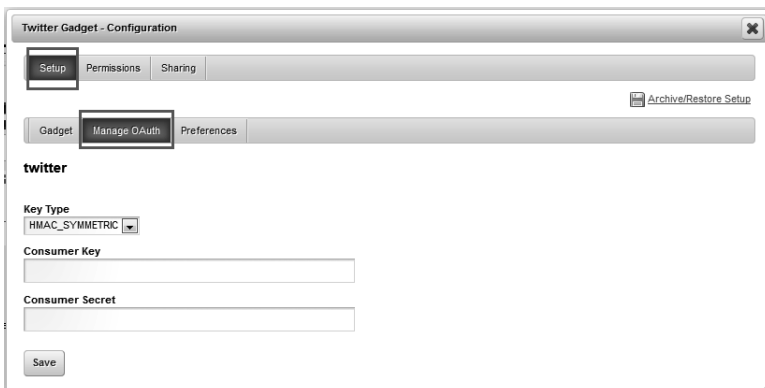 Twitter Gadget - Configuration
Setup Permissions Sharing
Archive/Restore Setup
Gadget Manage OAuth Preferences
twitter
Key Type
HMAC_SYMMETRIC
Consumer Key
Consumer Secret
Save